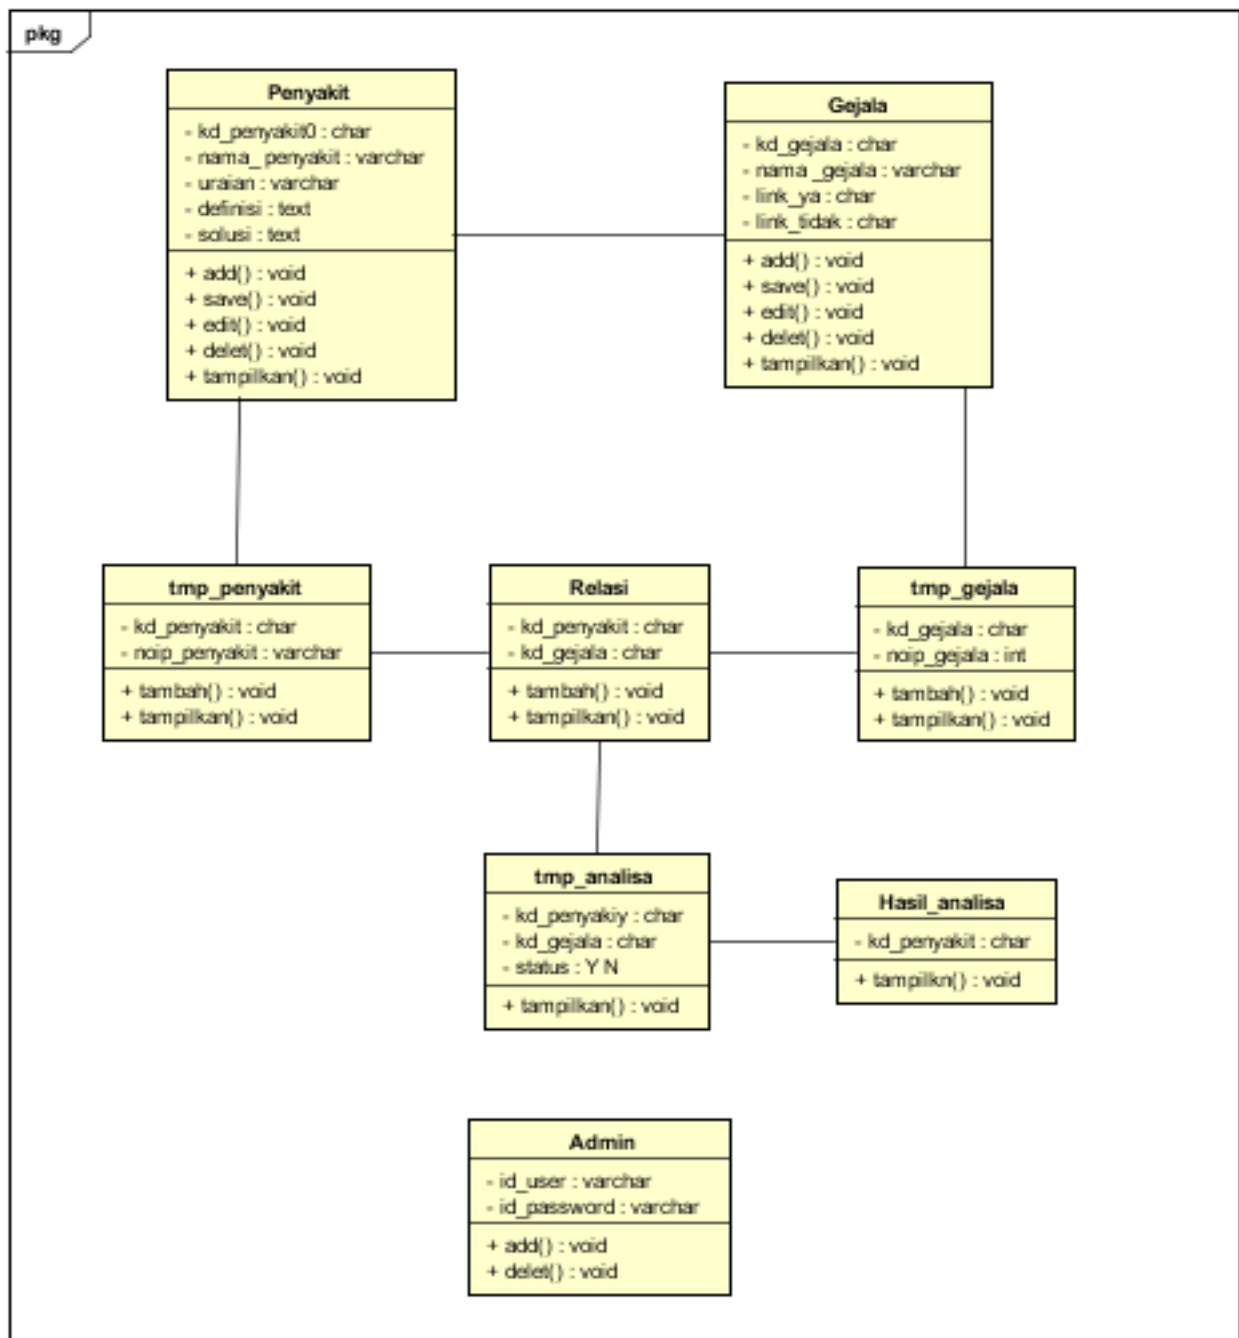 pkg
Penyakit
- kd_penyakit0 : char
- nama_ penyakit : varchar
- uraian : varchar
- definisi : text
- solusi : text
+ add() : void
+ save() : void
+ edit() : void
+ delet() : void
+ tampilkan() : void
Gejala
- kd_gejala : char
- nama _gejala : varchar
- link_ya : char
- link_tidak : char
+ add() : void
+ save() : void
+ edit() : void
+ delet() : void
+ tampilkan() : void
tmp_penyakit
- kd_penyakit : char
- noip_penyakit : varchar
+ tambah() : void
+ tampilkan() : void
Relasi
- kd_penyakit : char
- kd_gejala : char
+ tambah() : void
+ tampilkan() : void
tmp_gejala
- kd_gejala : char
- noip_gejala : int
+ tambah() : void
+ tampilkan() : void
tmp_analisa
- kd_penyakiy : char
- kd_gejala : char
- status : Y N
+ tampilkan() : void
Hasil_analisa
- kd_penyakit : char
+ tampilkn() : void
Admin
- id_user : varchar
- id_password : varchar
+ add() : void
+ delet() : void